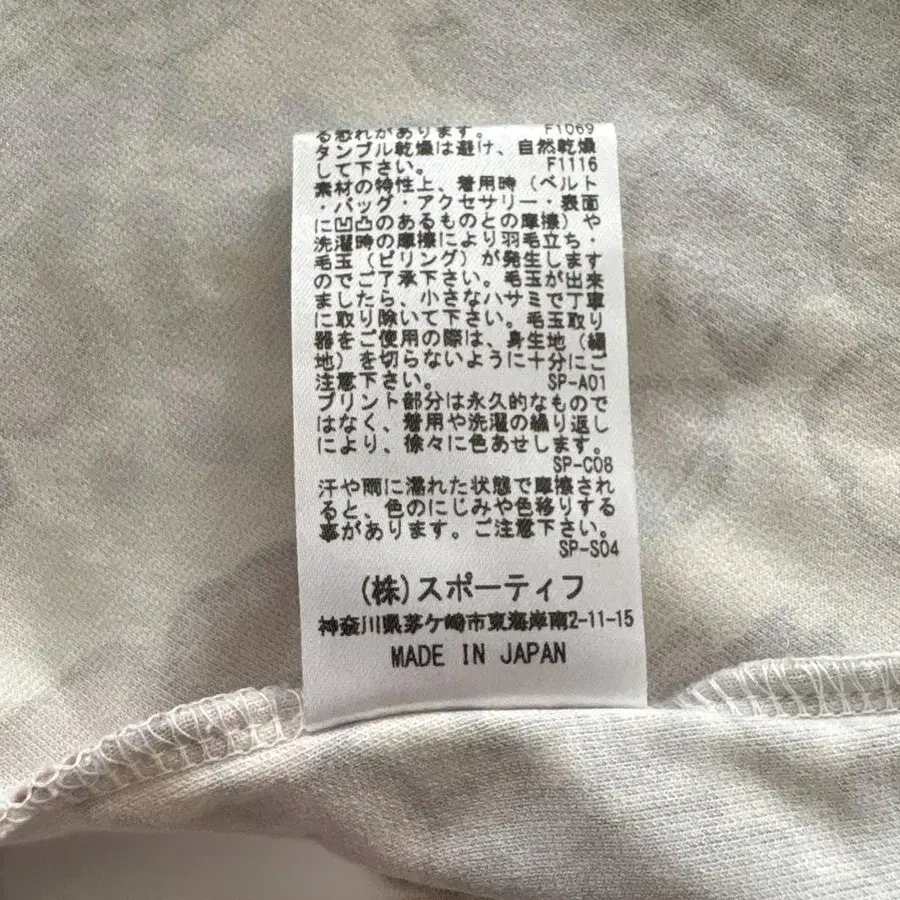 る恐れがあります。 F1069
タンブル乾燥は避け、自然乾燥
して下さい。 F1116
素材の特性上、着用時（ベルト
・バッグ・アクセサリー・表面
に凹凸のあるものとの摩擦）や
洗濯時の摩擦により羽毛立ち・
毛玉（ピリング）が発生します
のでご了承下さい。毛玉が出来
ましたら、小さなハサミで丁寧
に取り除いて下さい。毛玉取り
器をご使用の際は、身生地（編
地）を切らないように十分にご
注意下さい。 SP-A01
プリント部分は永久的なもので
はなく、着用や洗濯の繰り返し
により、徐々に色あせします。
SP-C08
汗や雨に濡れた状態で摩擦され
ると、色のにじみや色移りする
事があります。ご注意下さい。
SP-S04
(株)スポーティフ
神奈川県茅ケ崎市東海岸南2-11-15
MADE IN JAPAN